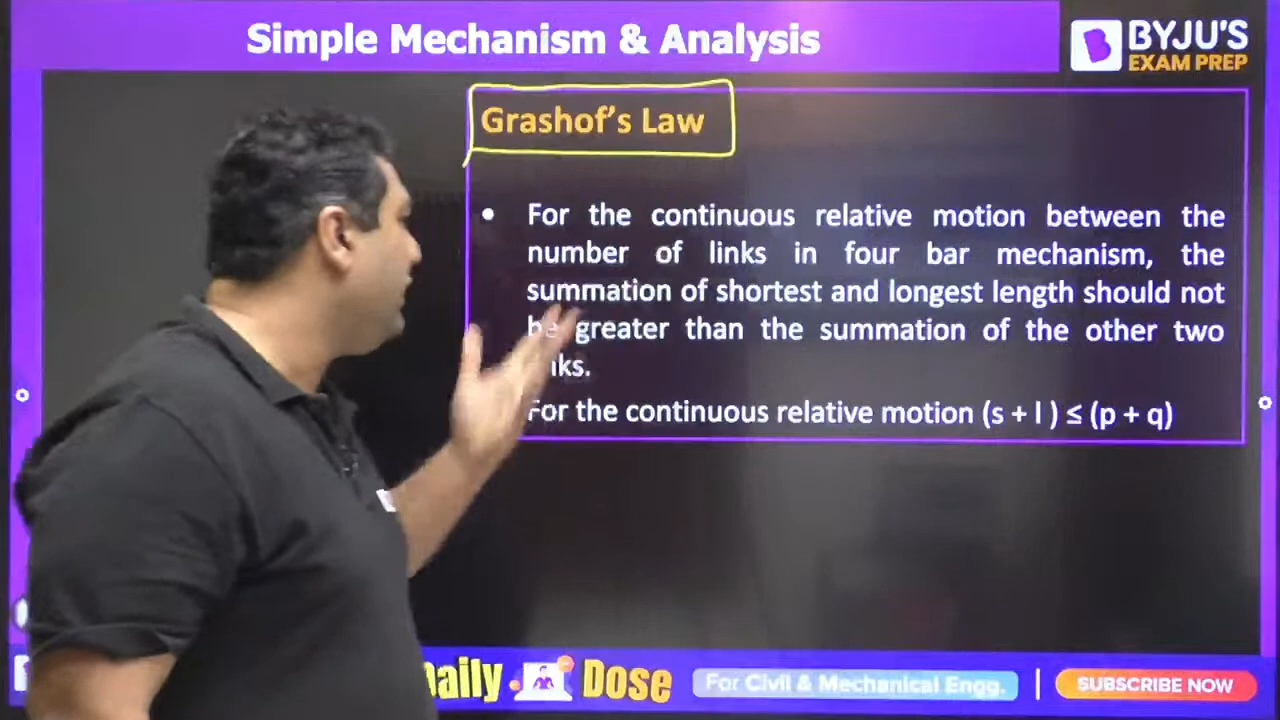 Simple Mechanism & Analysis
BYJU'S
EXAM PREP
Grashof's Law
• For the continuous relative motion between the
number of links in four bar mechanism, the
summation of shortest and longest length should not
be greater than the summation of the other two
For the continuous relative motion (s + l ) ≤ (p + q)
Dose
For Civil & Mechanical Engg.
SUBSCRIBE NOW